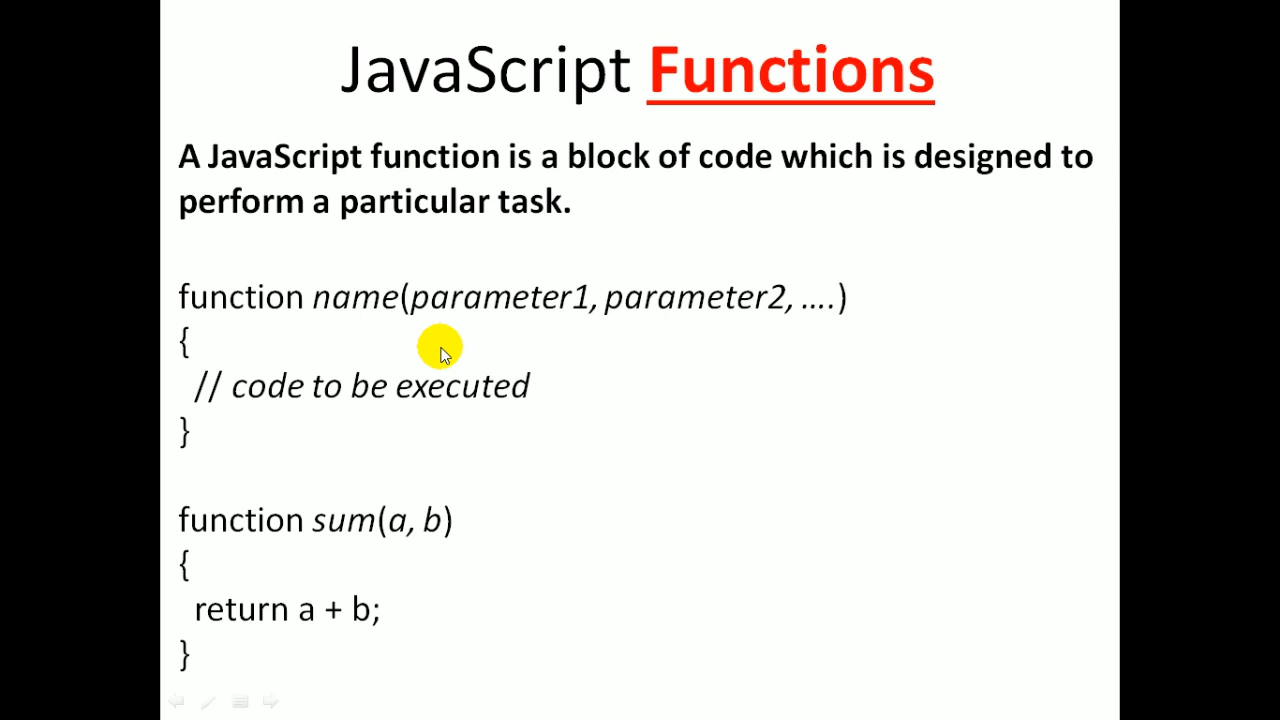 JavaScript Functions
A JavaScript function is a block of code which is designed to
perform a particular task.
function name(parameter1, parameter2, ....)
{
// code to be executed
}
function sum(a, b)
{
return a + b;
}